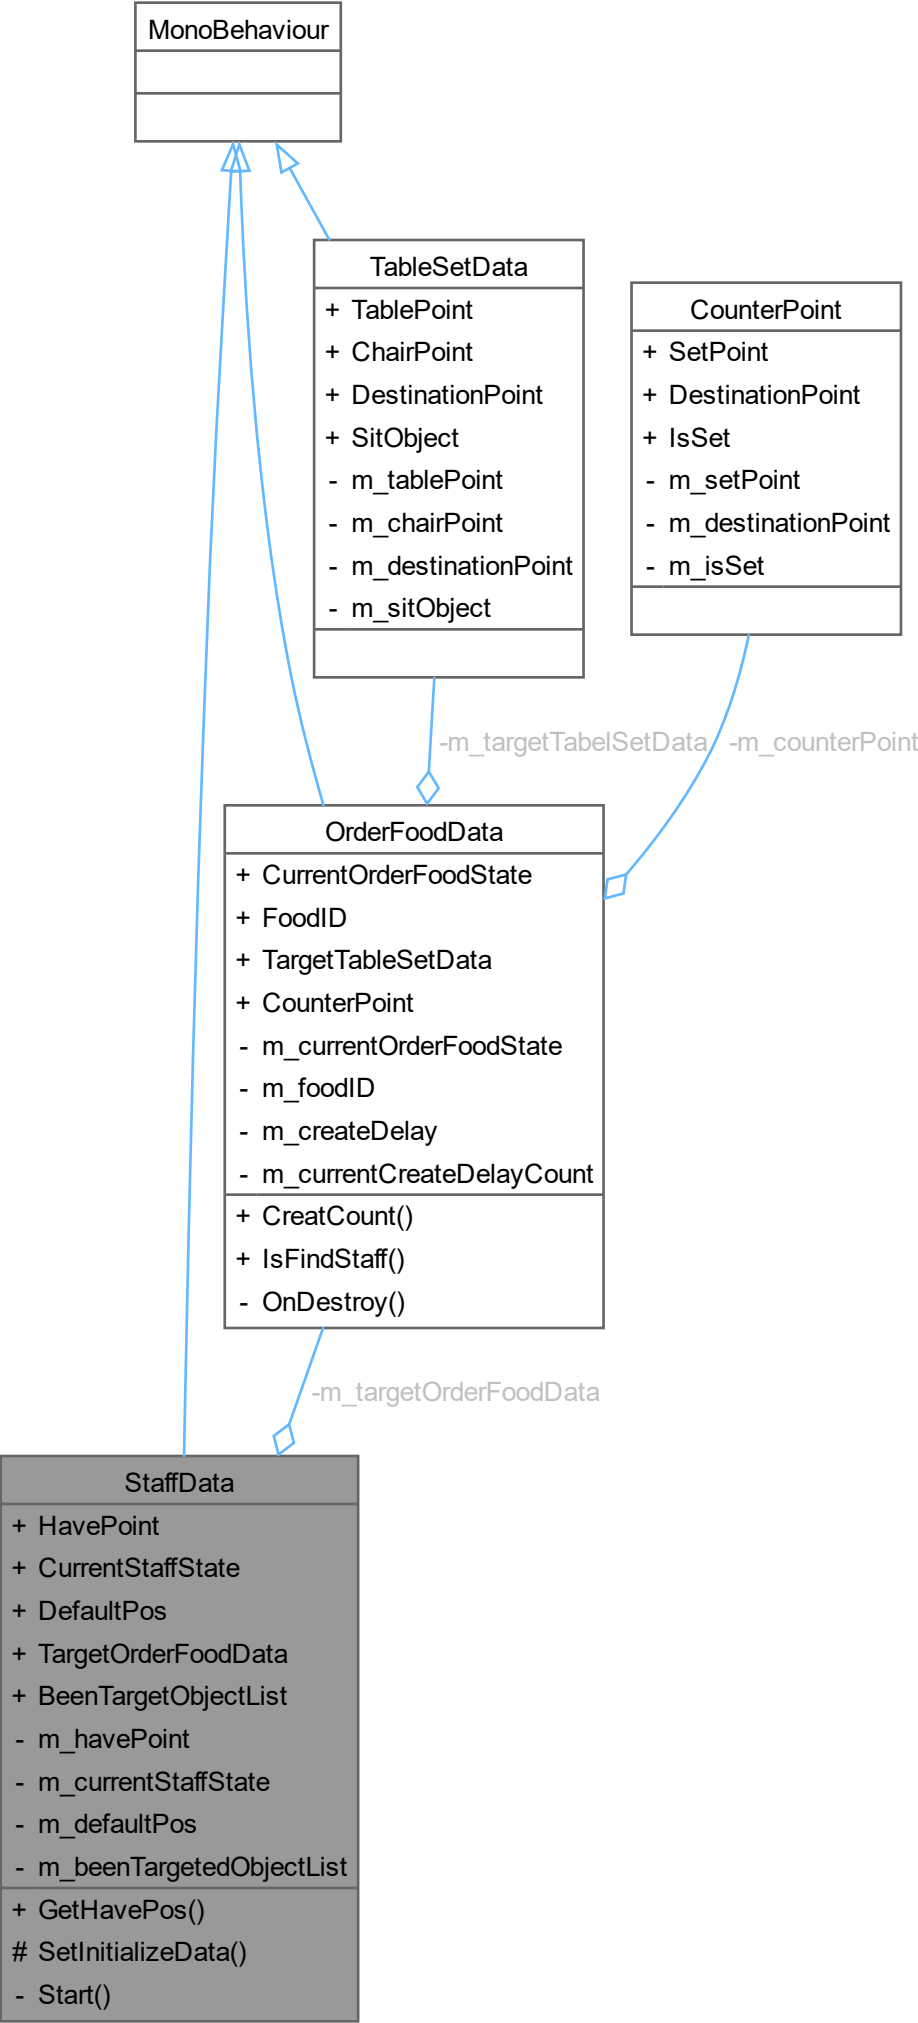 MonoBehaviour
TableSetData
+ TablePoint
+ ChairPoint
+ DestinationPoint
+ SitObject
- m_tablePoint
- m_chairPoint
- m_destinationPoint
- m_sitObject
CounterPoint
+ SetPoint
+ DestinationPoint
+ IsSet
- m_setPoint
- m_destinationPoint
- m_isSet
-m_targetTabelSetData
-m_counterPoint
OrderFoodData
+ CurrentOrderFoodState
+ FoodID
+ TargetTableSetData
+ CounterPoint
- m_currentOrderFoodState
- m_foodID
- m_createDelay
- m_currentCreateDelayCount
+ CreatCount()
+ IsFindStaff()
- OnDestroy()
-m_targetOrderFoodData
StaffData
+ HavePoint
+ CurrentStaffState
+ DefaultPos
+ TargetOrderFoodData
+ BeenTargetObjectList
- m_havePoint
- m_currentStaffState
- m_defaultPos
- m_beenTargetedObjectList
+ GetHavePos()
# SetInitializeData()
- Start()